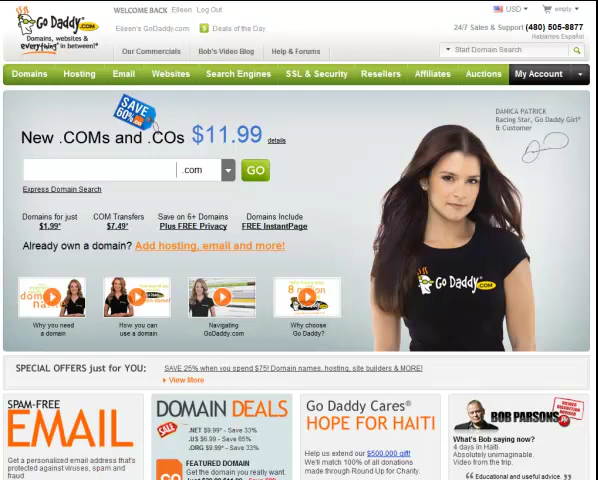 Go Daddy.COM
Domains, websites &
everything* in between!®
WELCOME BACK Eileen Log Out
Eileen's GoDaddy.com $ Deals of the Day
USD empty
24/7 Sales & Support (480) 505-8877
Hablamos Español
Our Commercials Bob's Video Blog Help & Forums
Start Domain Search
Domains Hosting Email Websites Search Engines SSL & Security Resellers Affiliates Auctions My Account
SAVE
60%
New .COMs and .COs $11.99 details
.com GO
Express Domain Search
DANICA PATRICK
Racing Star, Go Daddy Girl®
& Customer
Domains for just COM Transfers Save on 6+ Domains Domains Include
$1.99* $7.49* Plus FREE Privacy FREE InstantPage
Already own a domain? Add hosting, email and more!
Go Daddy.COM
Why you need
a domain
How you can
use a domain
Navigating
GoDaddy.com
Why choose
Go Daddy?
SPECIAL OFFERS just for YOU: SAVE 25% when you spend $75! Domain names, hosting, site builders & MORE!
View More
SPAM-FREE
EMAIL
Get a personalized email address that's
protected against viruses, spam and
fraud
DOMAIN DEALS
SALE
.NET $9.99* - Save 33%
.US $6.99 - Save 65%
.ORG $9.99* - Save 33%
FEATURED DOMAIN
Get the domain you really want.
GO
Go Daddy Cares®
HOPE FOR HAITI
Help us extend our $500,000 gift!
We'll match 100% of all donations
made through Round Up for Charity.
BOB PARSONS
What's Bob saying now?
4 days in Haiti.
Absolutely unimaginable.
Video from the trip.
“ Educational and useful advice. ”